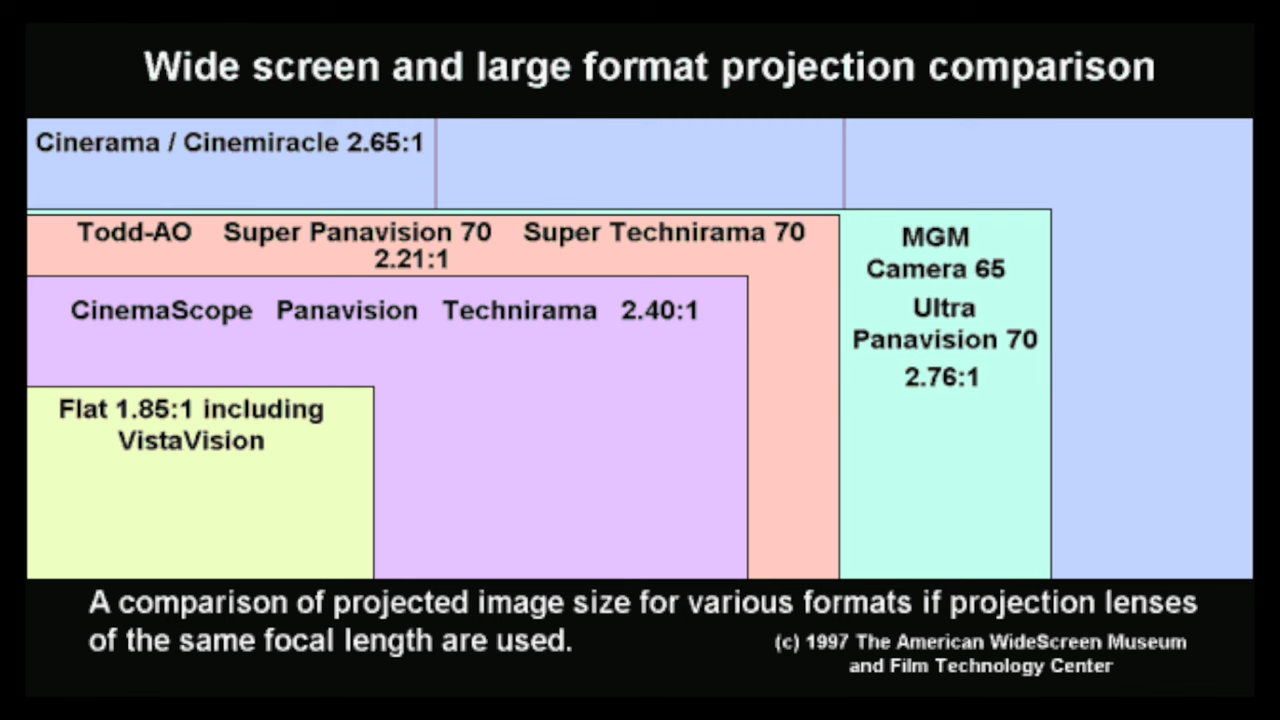 Wide screen and large format projection comparison
Cinerama / Cinemiracle 2.65:1
Todd-AO Super Panavision 70 Super Technirama 70
2.21:1
MGM
Camera 65
Ultra
Panavision 70
2.76:1
CinemaScope Panavision Technirama 2.40:1
Flat 1.85:1 including
VistaVision
A comparison of projected image size for various formats if projection lenses
of the same focal length are used.
(c) 1997 The American WideScreen Museum
and Film Technology Center